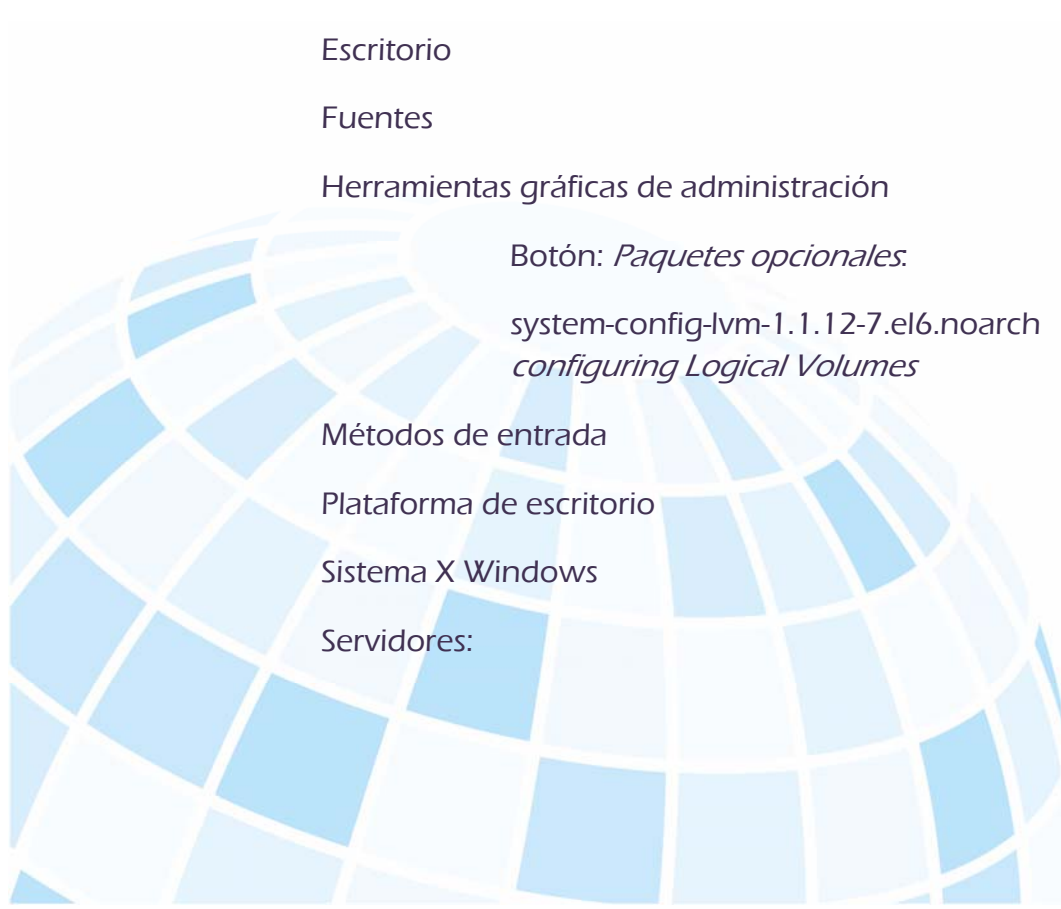 Escritorio
Fuentes
Herramientas gráficas de administración
Botón: Paquetes opcionales:
system-config-lvm-1.1.12-7.el6.noarch
configuring Logical Volumes
Métodos de entrada
Plataforma de escritorio
Sistema X Windows
Servidores: